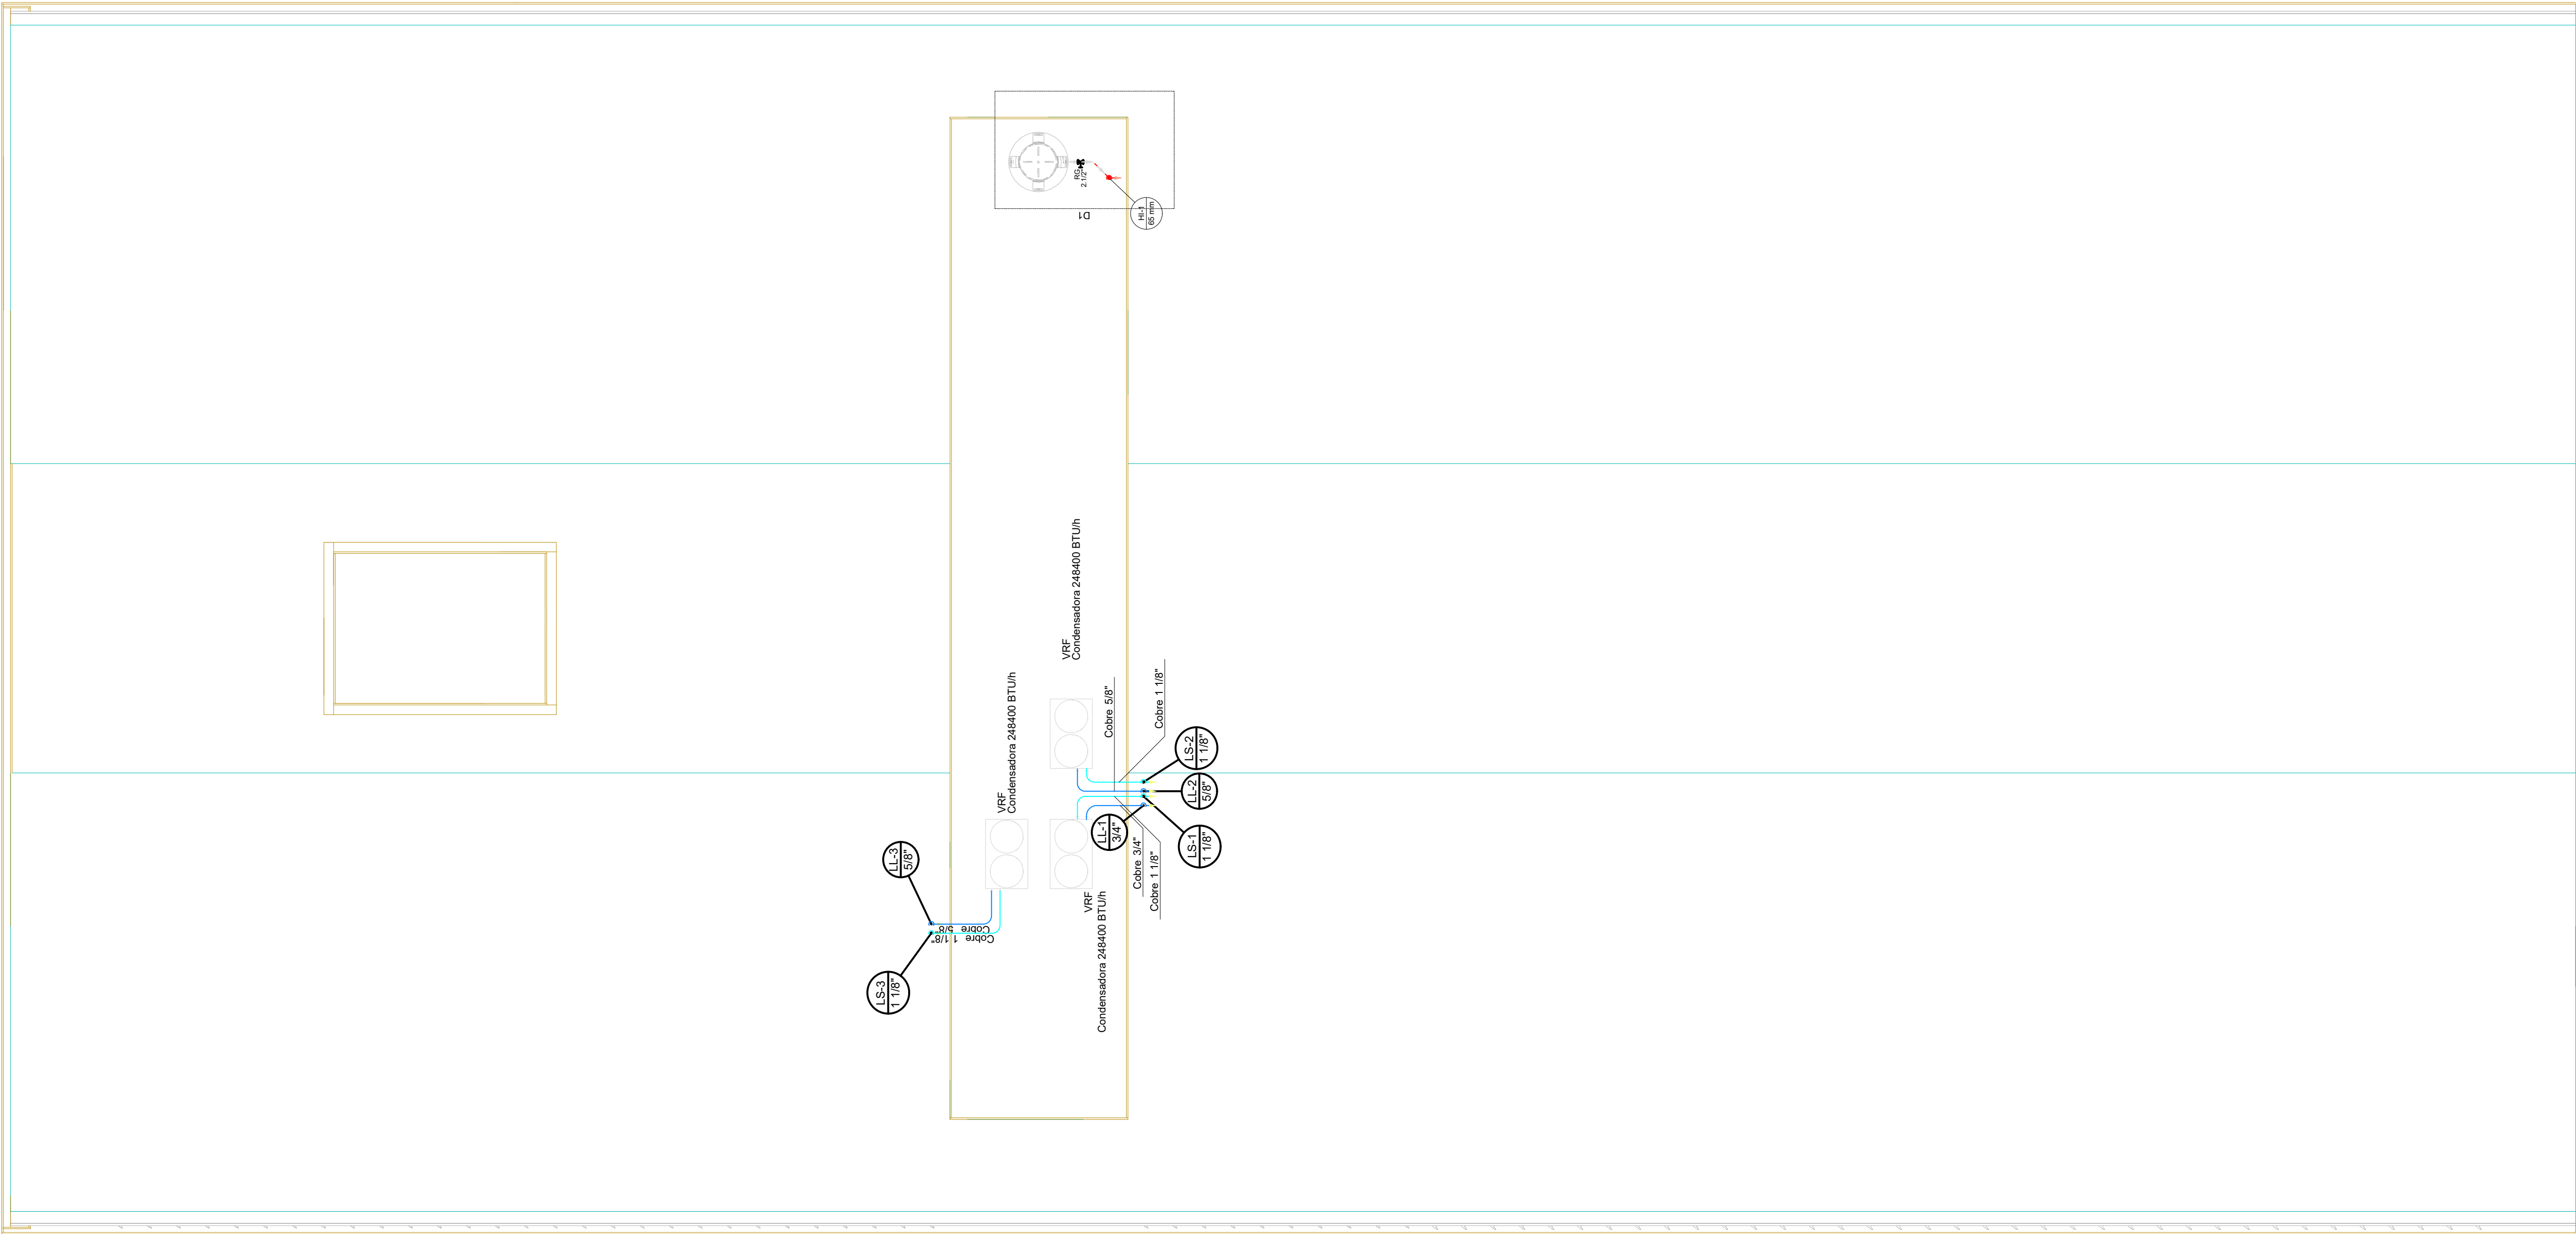 RG
2.1/2"
D1
HI-1
65 mm
VRF
Condensadora 248400 BTU/h
VRF
Condensadora 248400 BTU/h
Cobre 5/8"
Cobre 1 1/8"
LS-2
1 1/8"
LL-2
5/8"
LL-1
3/4"
LS-1
1 1/8"
Cobre 3/4"
Cobre 1 1/8"
VRF
Condensadora 248400 BTU/h
LL-3
5/8"
Cobre 5/8"
Cobre 1 1/8"
LS-3
1 1/8"